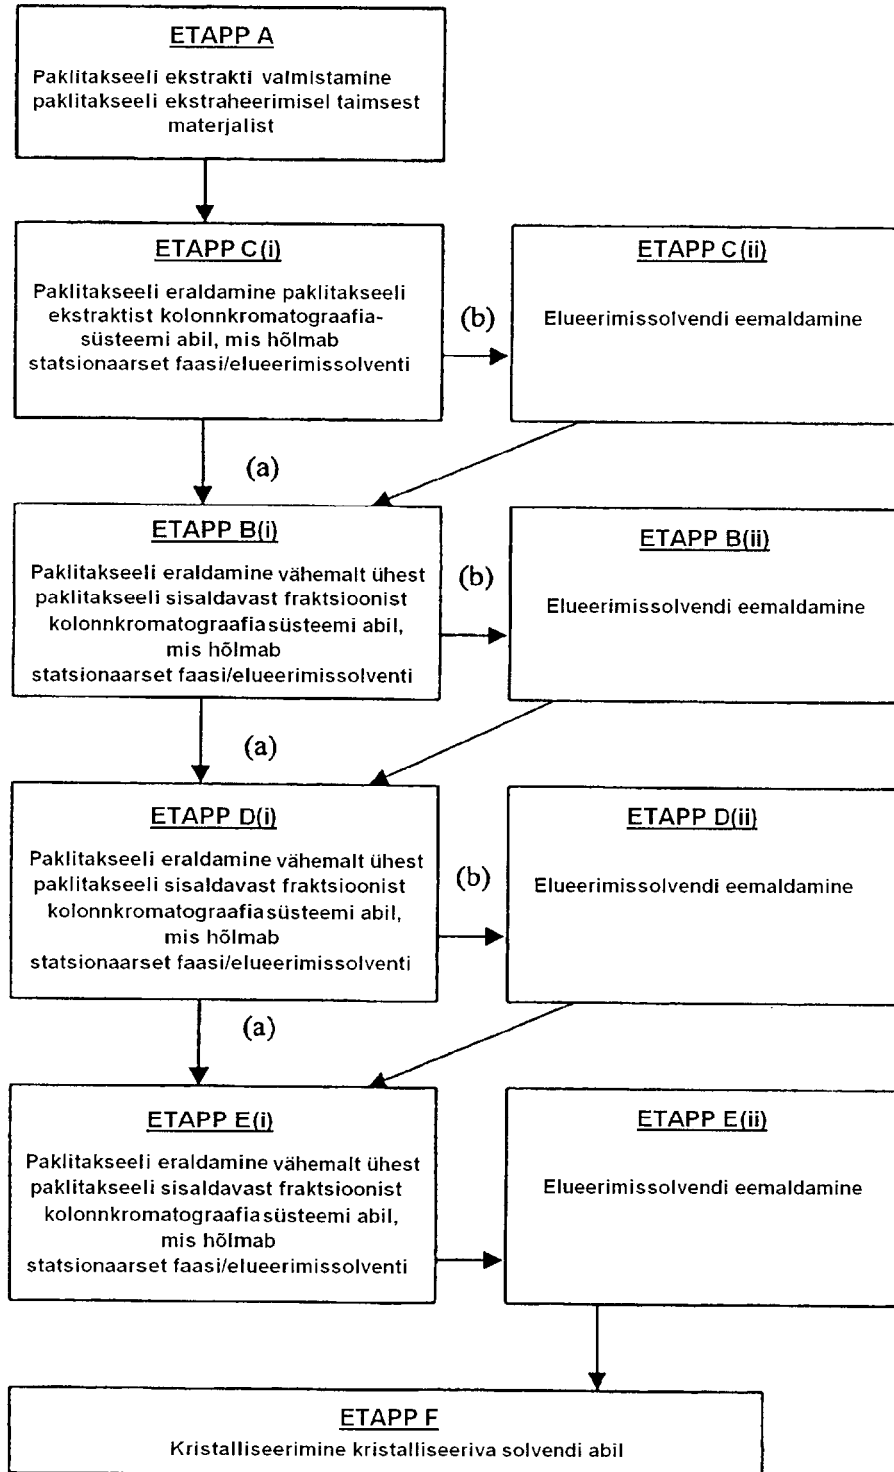 ETAPP A
Paklitakseeli ekstrakti valmistamine
paklitakseeli ekstraheerimisel taimsest
materjalist
ETAPP C(i)
Paklitakseeli eraldamine paklitakseeli
ekstraktist kolonnkromatograafia-
süsteemi abil, mis hõlmab
statsionaarset faasi/elueerimissolventi
(b)
ETAPP C(ii)
Elueerimissolvendi eemaldamine
(a)
ETAPP B(i)
Paklitakseeli eraldamine vähemalt ühest
paklitakseeli sisaldavast fraktsioonist
kolonnkromatograafiasüsteemi abil,
mis hõlmab
statsionaarset faasi/elueerimissolventi
(b)
ETAPP B(ii)
Elueerimissolvendi eemaldamine
(a)
ETAPP D(i)
Paklitakseeli eraldamine vähemalt ühest
paklitakseeli sisaldavast fraktsioonist
kolonnkromatograafiasüsteemi abil,
mis hõlmab
statsionaarset faasi/elueerimissolventi
(b)
ETAPP D(ii)
Elueerimissolvendi eemaldamine
(a)
ETAPP E(i)
Paklitakseeli eraldamine vähemalt ühest
paklitakseeli sisaldavast fraktsioonist
kolonnkromatograafiasüsteemi abil,
mis hõlmab
statsionaarset faasi/elueerimissolventi
ETAPP E(ii)
Elueerimissolvendi eemaldamine
ETAPP F
Kristalliseerimine kristalliseeriva solvendi abil